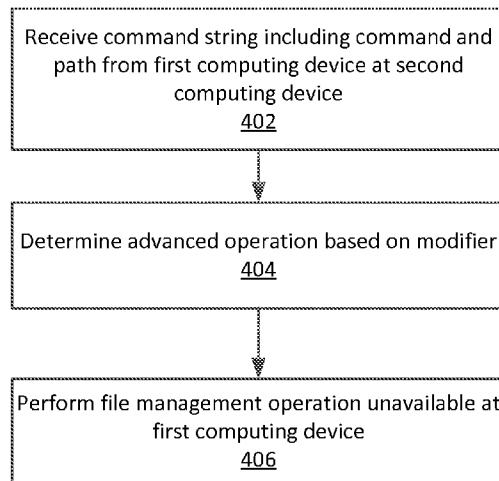 Receive command string including command and
path from first computing device at second
computing device
402
Determine advanced operation based on modifier
404
Perform file management operation unavailable at
first computing device
406